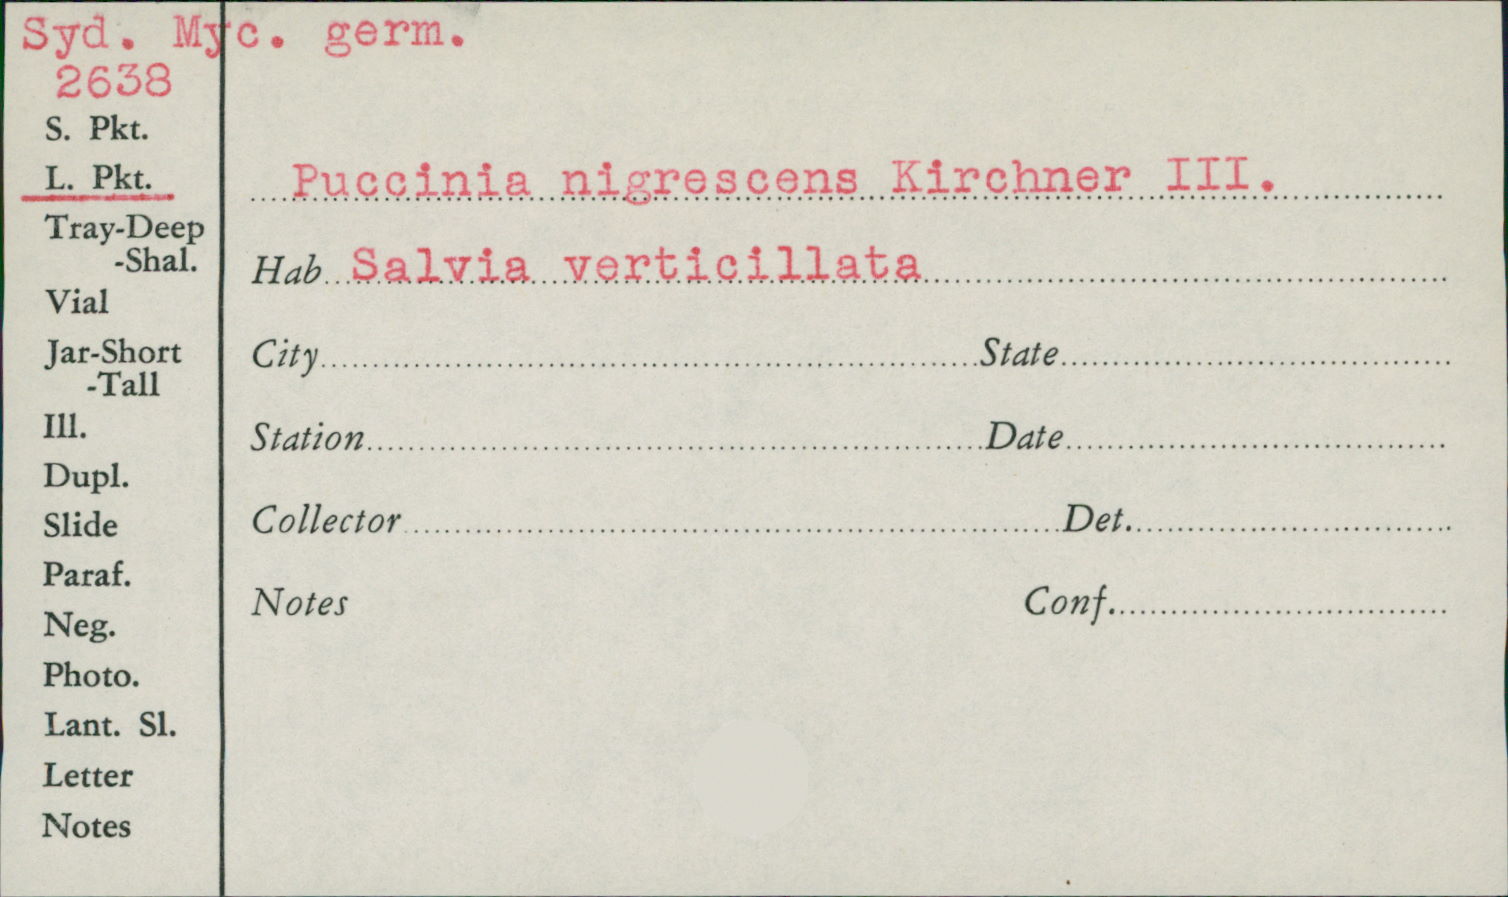 Syd. Myc. germ.
2638
S. Pkt.
L. Pkt.
Tray-Deep
-Shal.
Vial
Jar-Short
-Tall
Ill.
Dupl.
Slide
Paraf.
Neg.
Photo.
Lant. Sl.
Letter
Notes
Puccinia nigrescens Kirchner III.
Hab Salvia verticillata
City State
Station Date
Collector Det.
Notes Conf.